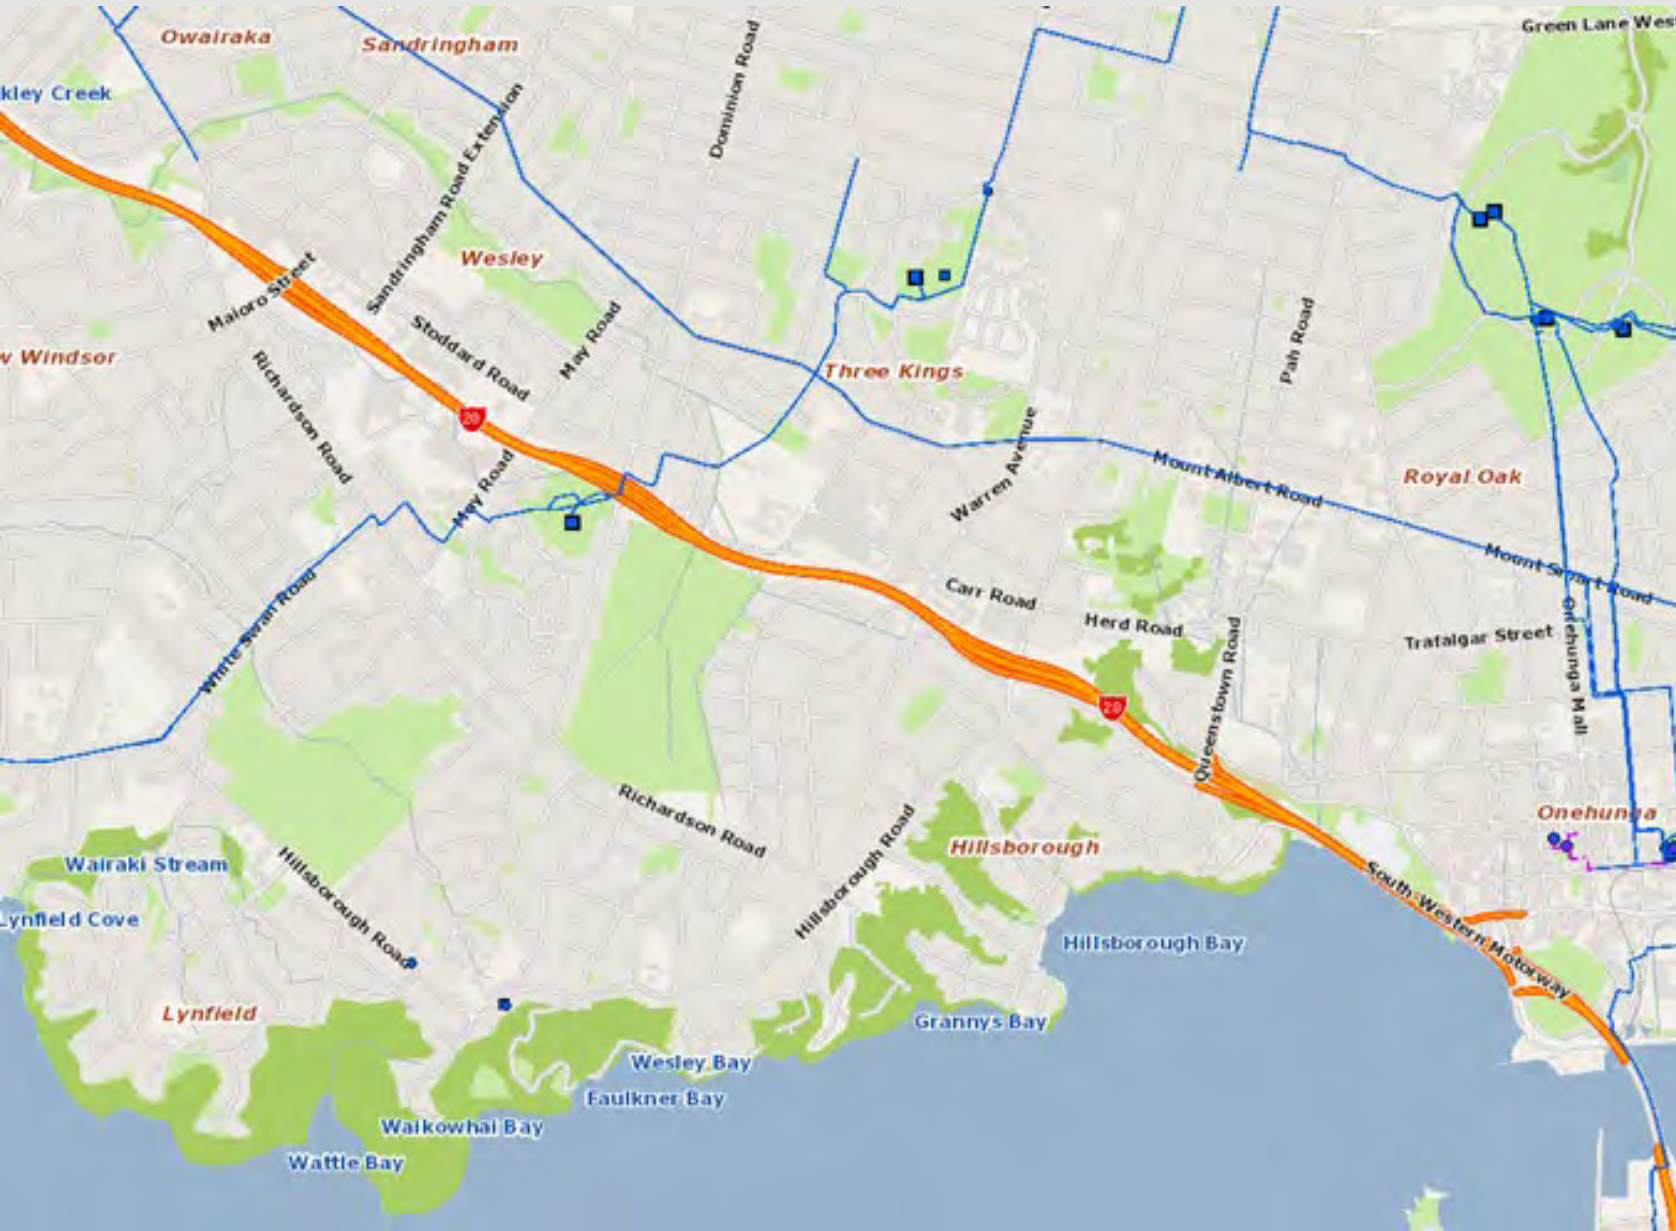 Green Lane Wes
Owairaka
Sandringham
Dominion Road
kley Creek
Sandringham Road Extension
Wesley
Maioro Street
Stoddard Road
May Road
Pah Road
w Windsor
Three Kings
Richardson Road
20
May Road
Warren Avenue
Mount Albert Road
Royal Oak
Mount Smart Road
White Swan Road
Carr Road
Herd Road
Onehunga Mall
Trafalgar Street
Queenstown Road
20
Richardson Road
Hillsborough Road
Hillsborough
Onehunga
Wairaki Stream
Hillsborough Road
South-Western Motorway
Lynfield Cove
Hillsborough Bay
Lynfield
Grannys Bay
Wesley Bay
Faulkner Bay
Waikowhai Bay
Wattle Bay